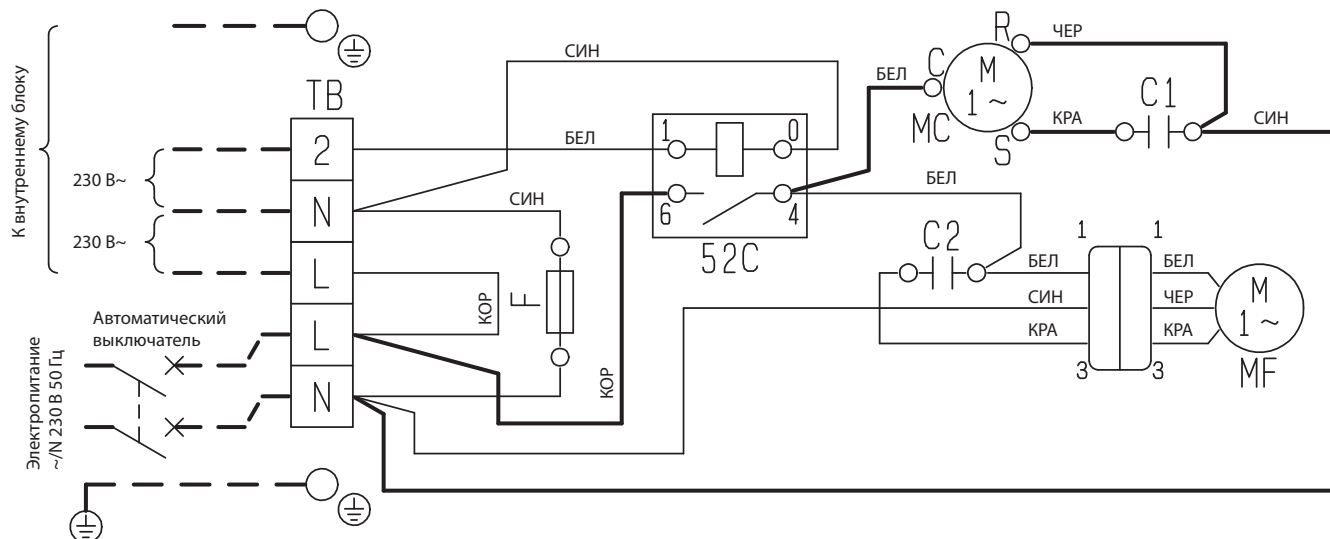 К внутреннему блоку
230 В~
230 В~
Автоматический
выключатель
Электропитание
~/N 230 В 50 Гц
TB
2
N
L
L
N
СИН
БЕЛ
СИН
КОР
F
КОР
1
0
6
4
52C
БЕЛ
БЕЛ
C
R
S
M
1 ~
MC
ЧЕР
КРА
C1
СИН
C2
БЕЛ
СИН
КРА
1
1
3
3
БЕЛ
ЧЕР
КРА
M
1 ~
MF